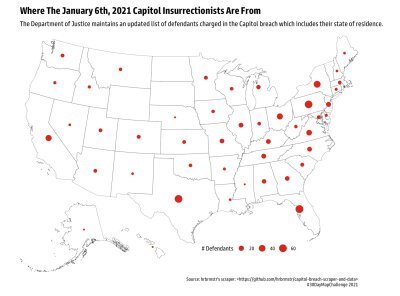 Where The January 6th, 2021 Capitol Insurrectionists Are From
The Department of Justice maintains an updated list of defendants charged in the Capitol breach which includes their state of residence.
# Defendants 20 40 60
Source: hrbrmstr's scraper: <https://github.com/hrbrmstr/capitol-breach-scraper-and-data>
#30DayMapChallenge 2021